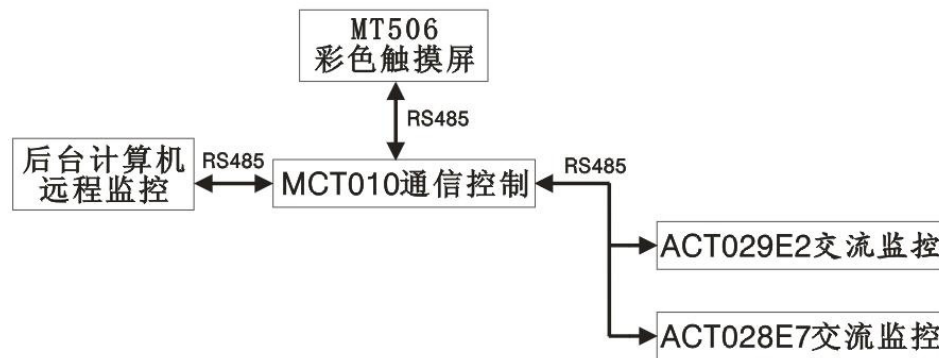 MT506
彩色触摸屏
RS485
后台计算机
远程监控
RS485
MCT010通信控制
RS485
ACT029E2交流监控
ACT028E7交流监控